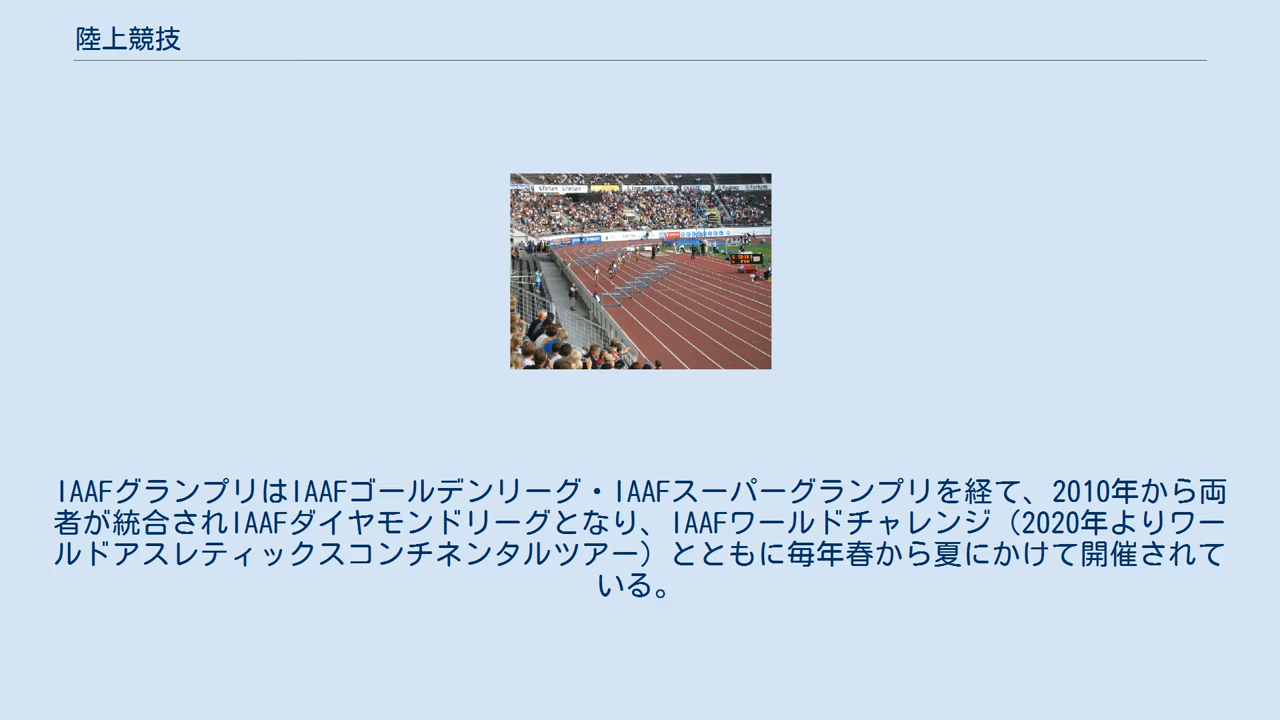 陸上競技
Fortum Fortum
IAAFグランプリはIAAFゴールデンリーグ・IAAFスーパーグランプリを経て、2010年から両
者が統合されIAAFダイヤモンドリーグとなり、IAAFワールドチャレンジ（2020年よりワー
ルドアスレティックスコンチネンタルツアー）とともに毎年春から夏にかけて開催されて
いる。